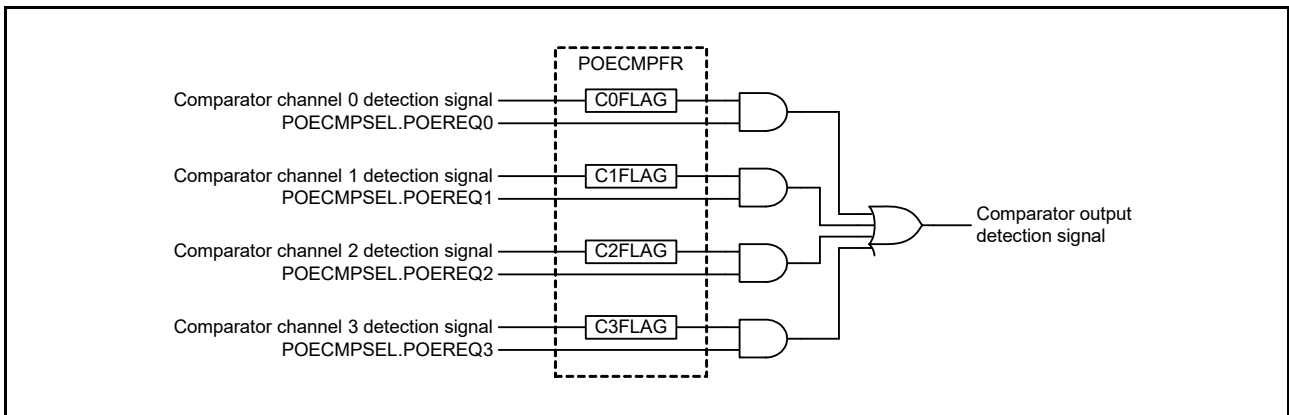 POECMPFR
Comparator channel 0 detection signal
C0FLAG
POECMPSEL.POEREQ0
Comparator channel 1 detection signal
C1FLAG
POECMPSEL.POEREQ1
Comparator channel 2 detection signal
C2FLAG
POECMPSEL.POEREQ2
Comparator channel 3 detection signal
C3FLAG
POECMPSEL.POEREQ3
Comparator output
detection signal